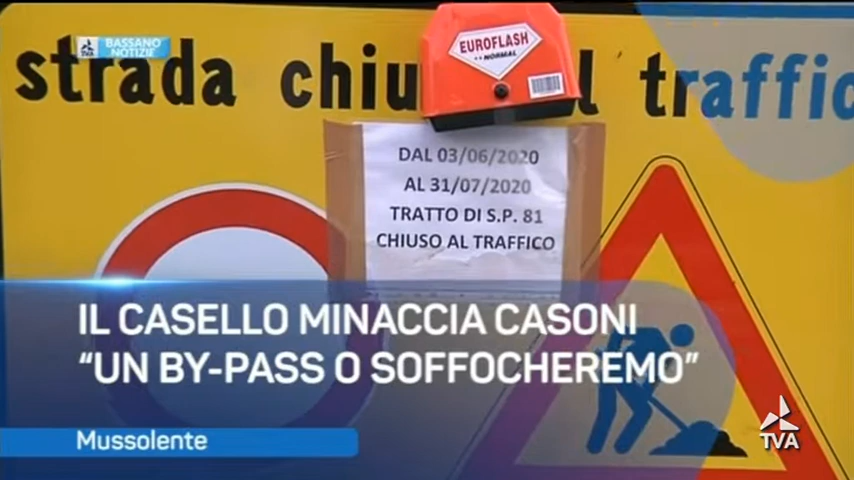 TVA BASSANO NOTIZIE
strada chiu l traffic
EUROFLASH
NORMAL
DAL 03/06/2020
AL 31/07/2020
TRATTO DI S.P. 81
CHIUSO AL TRAFFICO
IL CASELLO MINACCIA CASONI
“UN BY-PASS O SOFFOCHEREMO”
Mussolente
TVA